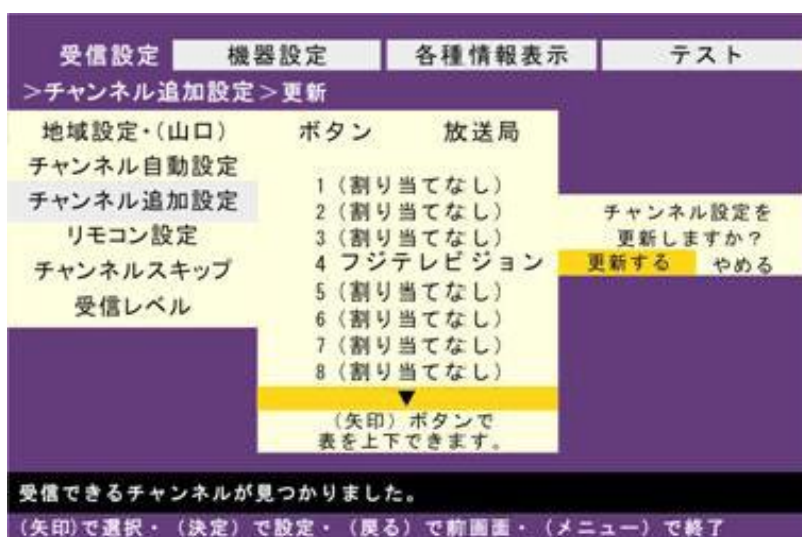 受信設定 機器設定 各種情報表示 テスト
>チャンネル追加設定>更新
地域設定・(山口)
チャンネル自動設定
チャンネル追加設定
リモコン設定
チャンネルスキップ
受信レベル
ボタン 放送局
1(割り当てなし)
2(割り当てなし)
3(割り当てなし)
4 フジテレビジョン
5(割り当てなし)
6(割り当てなし)
7(割り当てなし)
8(割り当てなし)
▼
(矢印)ボタンで
表を上下できます。
チャンネル設定を
更新しますか?
更新する やめる
受信できるチャンネルが見つかりました。
(矢印)で選択・(決定)で設定・(戻る)で前画面・(メニュー)で終了